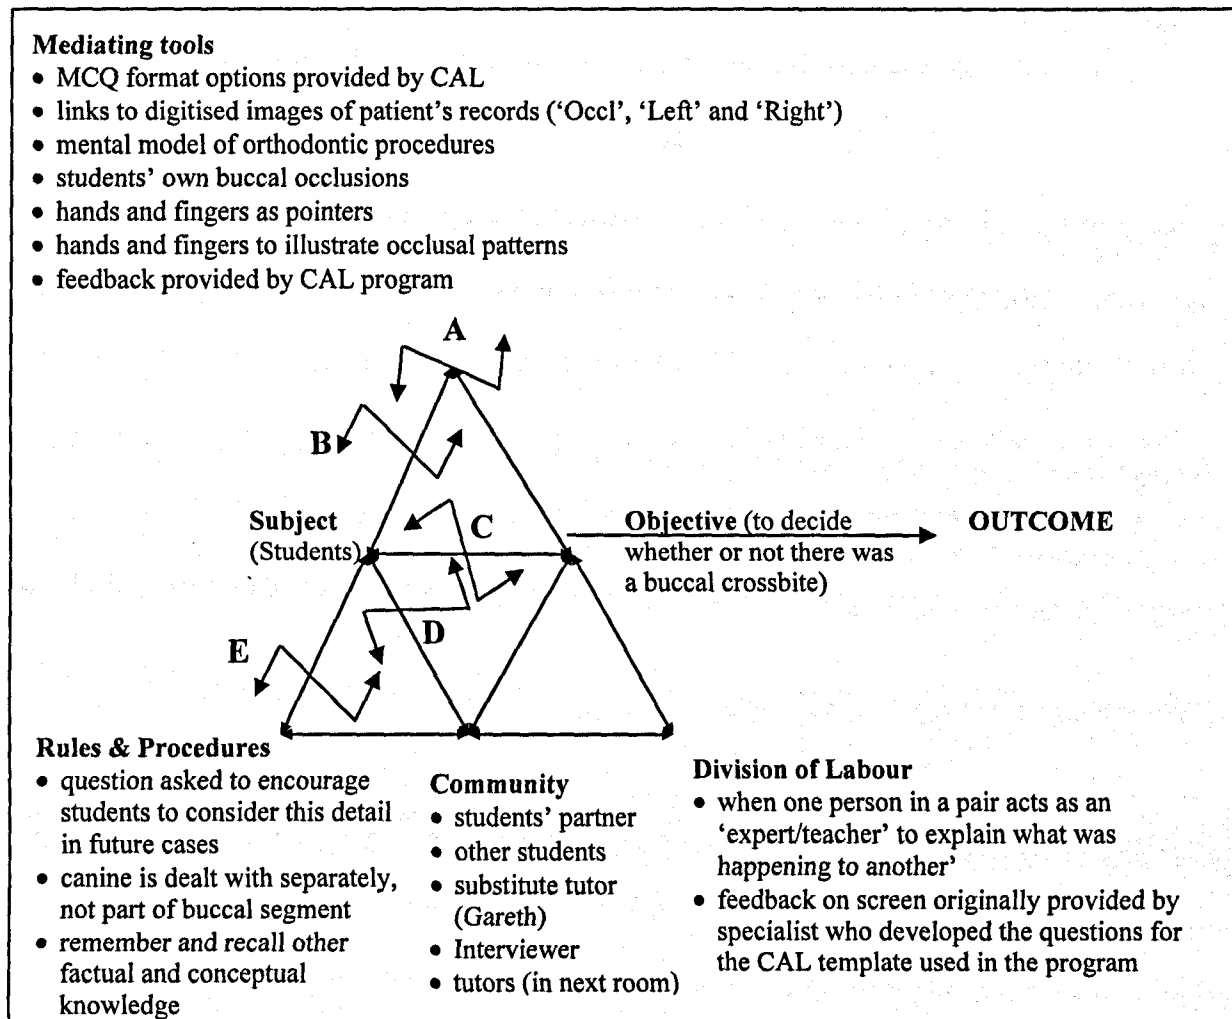 Mediating tools
• MCQ format options provided by CAL
• links to digitised images of patient's records ('Occl', 'Left' and 'Right')
• mental model of orthodontic procedures
• students' own buccal occlusions
• hands and fingers as pointers
• hands and fingers to illustrate occlusal patterns
• feedback provided by CAL program
A
B
C
Subject
(Students)
Objective (to decide
whether or not there was
a buccal crossbite)
OUTCOME
D
E
Rules & Procedures
• question asked to encourage
students to consider this detail
in future cases
• canine is dealt with separately,
not part of buccal segment
• remember and recall other
factual and conceptual
knowledge
Community
• students' partner
• other students
• substitute tutor
(Gareth)
• Interviewer
• tutors (in next room)
Division of Labour
• when one person in a pair acts as an
'expert/teacher' to explain what was
happening to another'
• feedback on screen originally provided by
specialist who developed the questions for
the CAL template used in the program